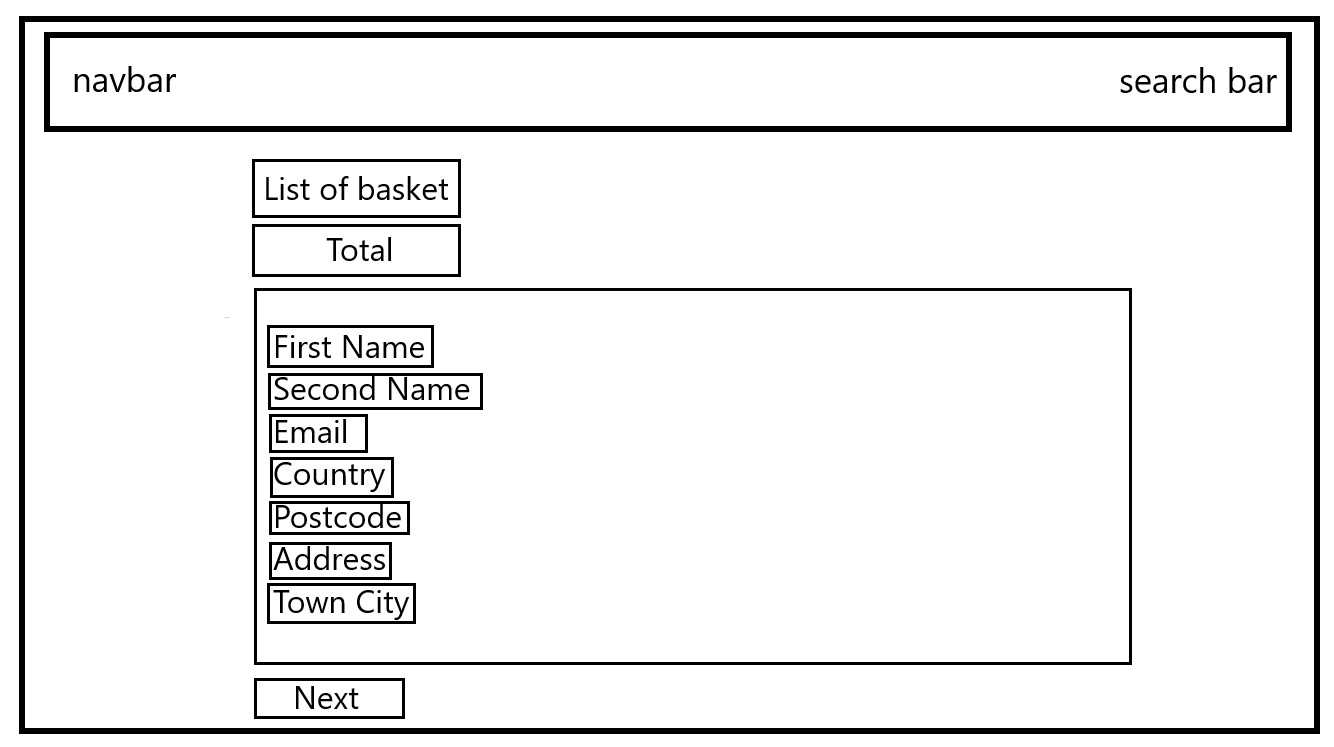 navbar search bar
List of basket
Total
First Name
Second Name
Email
Country
Postcode
Address
Town City
Next